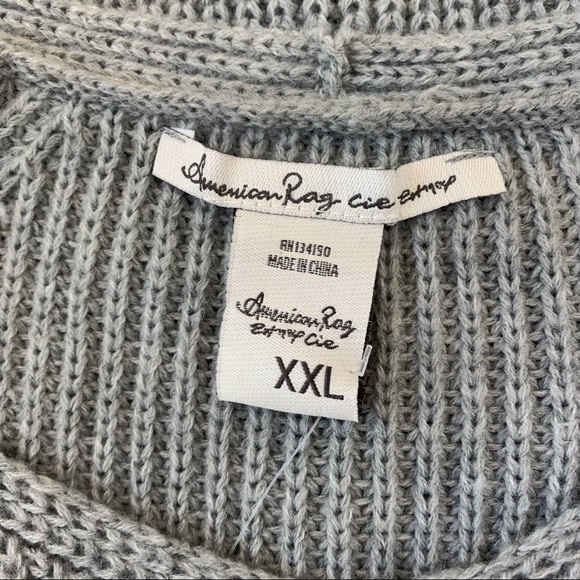 American Rag Cie
RN134190
MADE IN CHINA
American Rag
Cie
XXL